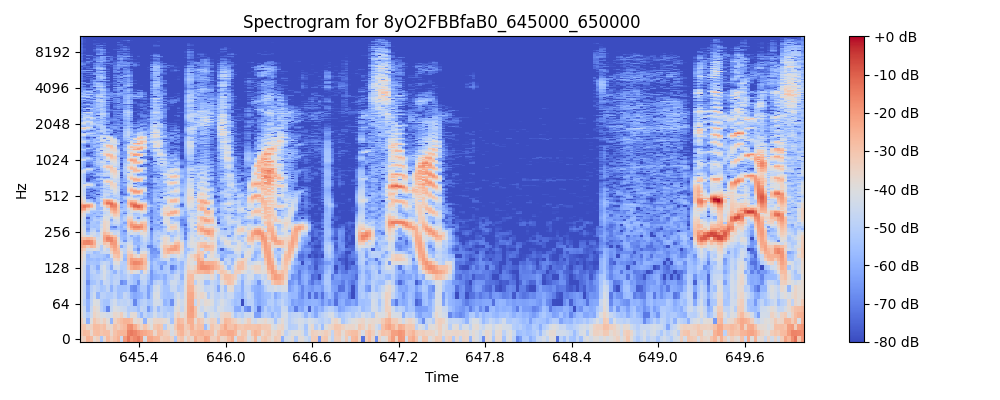 Spectrogram for 8yO2FBBfaB0_645000_650000
Hz
8192
4096
2048
1024
512
256
128
64
0
645.4 646.0 646.6 647.2 647.8 648.4 649.0 649.6
Time
+0 dB
-10 dB
-20 dB
-30 dB
-40 dB
-50 dB
-60 dB
-70 dB
-80 dB